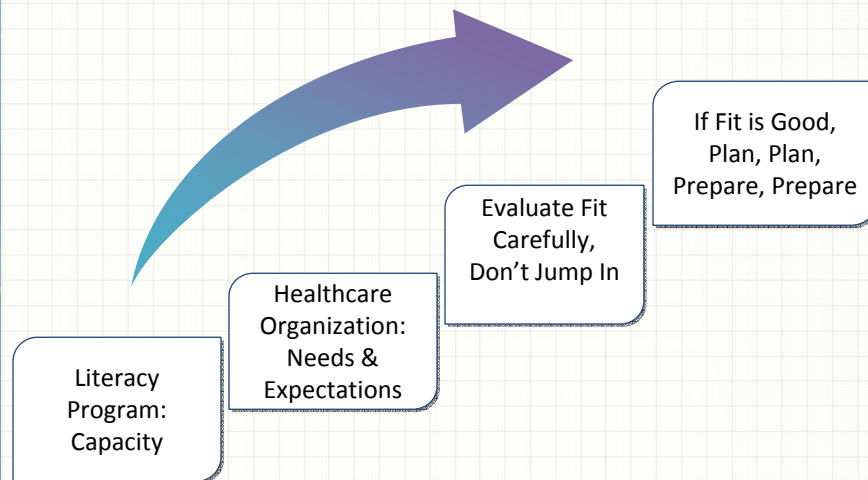 Literacy
Program:
Capacity
Healthcare
Organization:
Needs &
Expectations
Evaluate Fit
Carefully,
Don’t Jump In
If Fit is Good,
Plan, Plan,
Prepare, Prepare